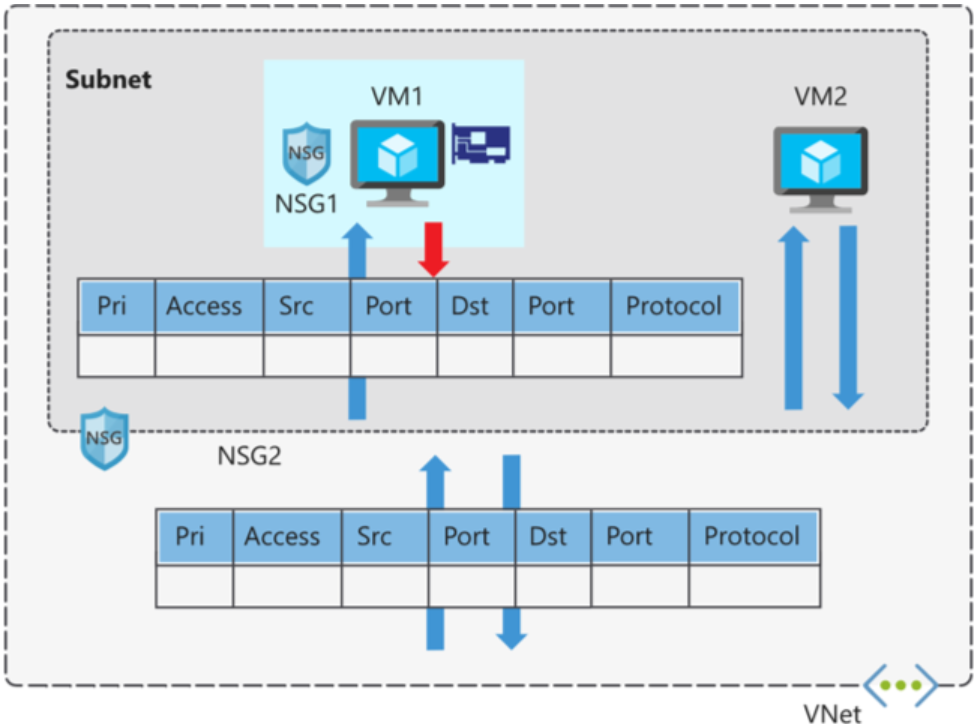 Subnet
VM1
VM2
NSG
NSG1
Pri Access Src Port Dst Port Protocol
NSG
NSG2
Pri Access Src Port Dst Port Protocol
VNet